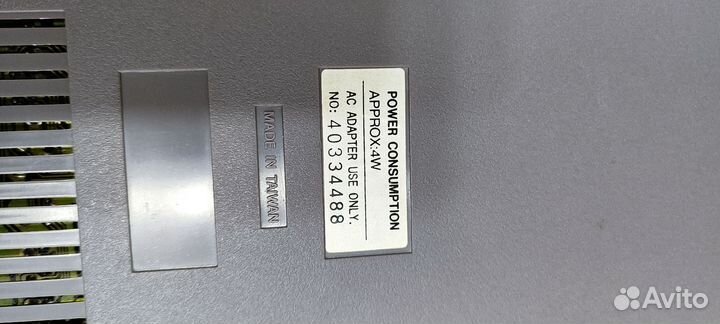 POWER CONSUMPTION
APPROX:4W
AC ADAPTER USE ONLY.
NO: 40334488
MADE IN TAIWAN
Avito